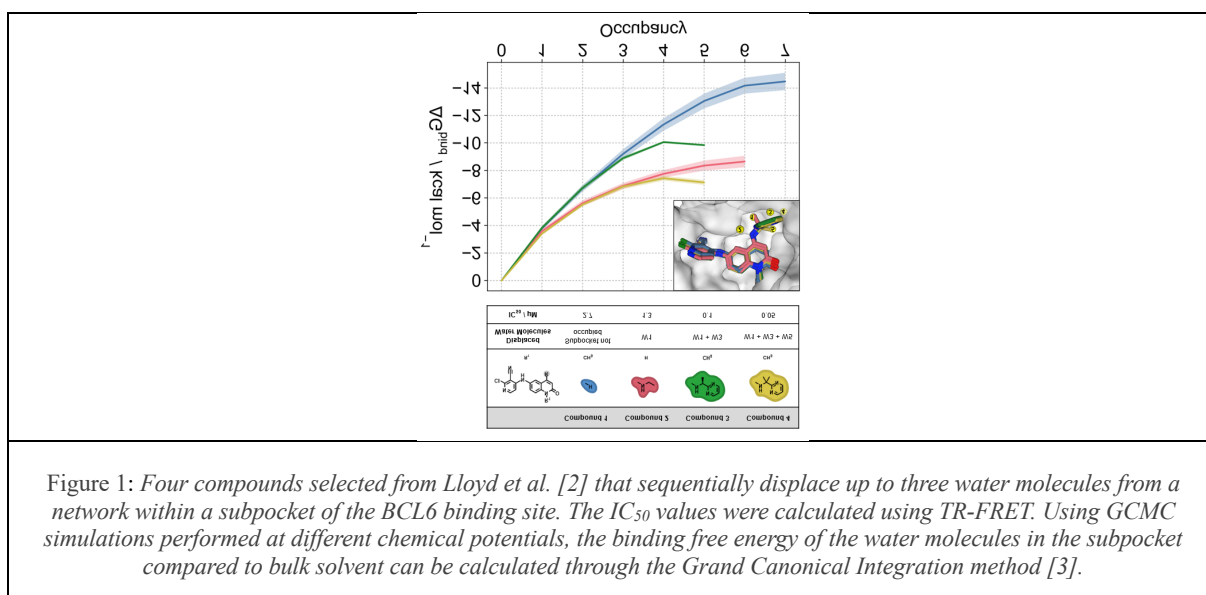 Occupancy
0 1 2 3 4 5 6 7
−14
−12
−10
−8
−6
−4
−2
0
ΔG_bind / kcal mol⁻¹
IC₅₀ / µM 2.7 1.3 0.1 0.05
Displaced Water Molecules Subpocket not occupied W1 W1 + W3 W1 + W3 + W5
R₁ CH₃ H CH₃ CH₃
Compound 1 Compound 2 Compound 3 Compound 4
Figure 1: Four compounds selected from Lloyd et al. [2] that sequentially displace up to three water molecules from a
network within a subpocket of the BCL6 binding site. The IC₅₀ values were calculated using TR-FRET. Using GCMC
simulations performed at different chemical potentials, the binding free energy of the water molecules in the subpocket
compared to bulk solvent can be calculated through the Grand Canonical Integration method [3].